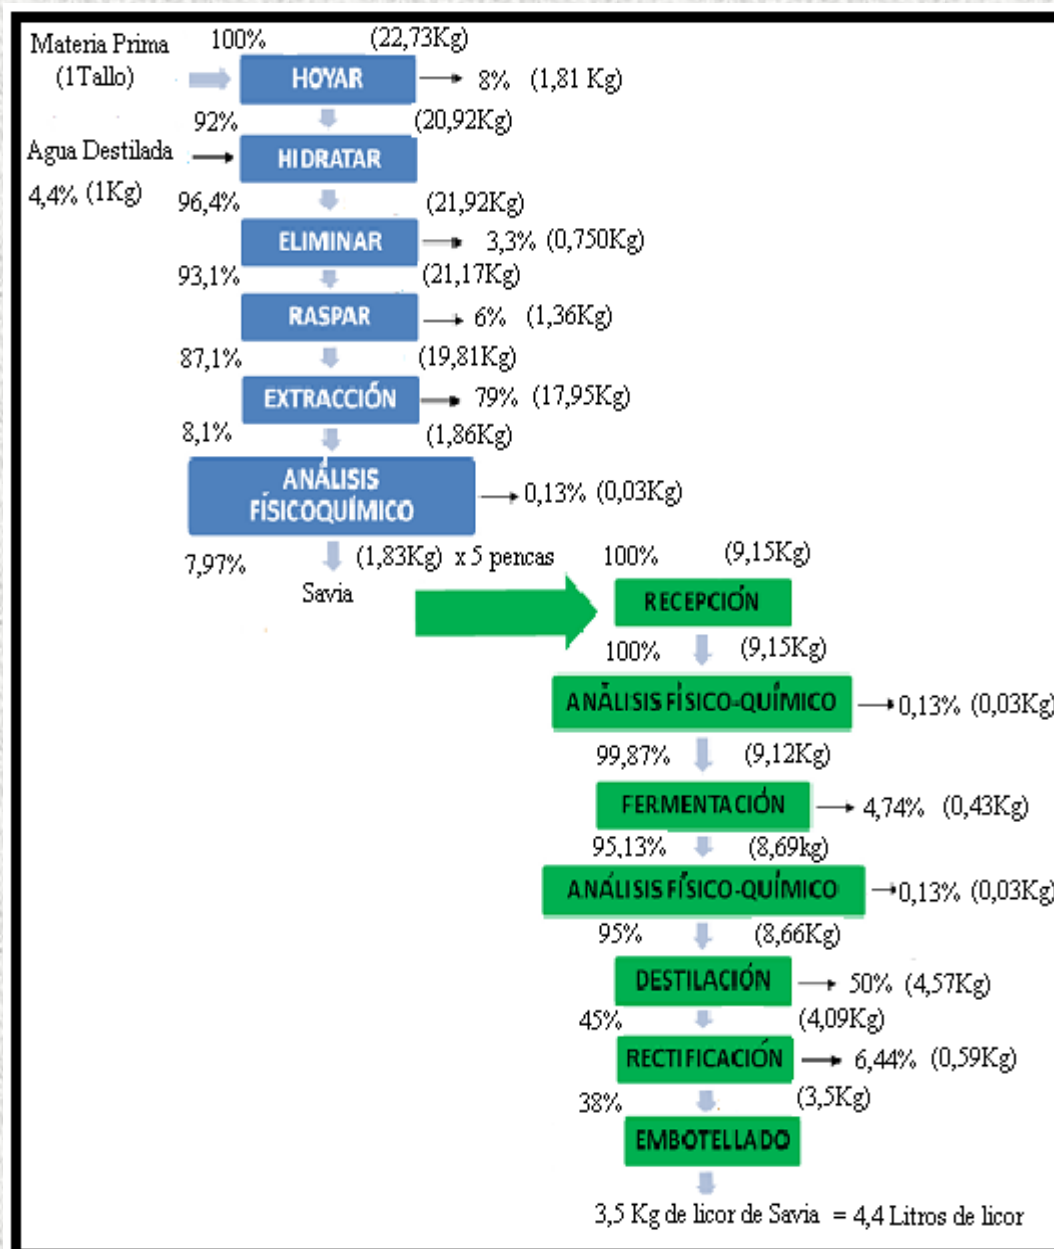 Materia Prima
(1Tallo)
100% (22,73Kg)
HOYAR
8% (1,81 Kg)
92% (20,92Kg)
Agua Destilada
4,4% (1Kg)
HIDRATAR
96,4% (21,92Kg)
ELIMINAR
3,3% (0,750Kg)
93,1% (21,17Kg)
RASPAR
6% (1,36Kg)
87,1% (19,81Kg)
EXTRACCIÓN
79% (17,95Kg)
8,1% (1,86Kg)
ANÁLISIS
FÍSICOQUÍMICO
0,13% (0,03Kg)
7,97% (1,83Kg) x 5 pencas
Savia
100% (9,15Kg)
RECEPCIÓN
100% (9,15Kg)
ANÁLISIS FÍSICO-QUÍMICO
0,13% (0,03Kg)
99,87% (9,12Kg)
FERMENTACIÓN
4,74% (0,43Kg)
95,13% (8,69kg)
ANÁLISIS FÍSICO-QUÍMICO
0,13% (0,03Kg)
95% (8,66Kg)
DESTILACIÓN
50% (4,57Kg)
45% (4,09Kg)
RECTIFICACIÓN
6,44% (0,59Kg)
38% (3,5Kg)
EMBOTELLADO
3,5 Kg de licor de Savia = 4,4 Litros de licor